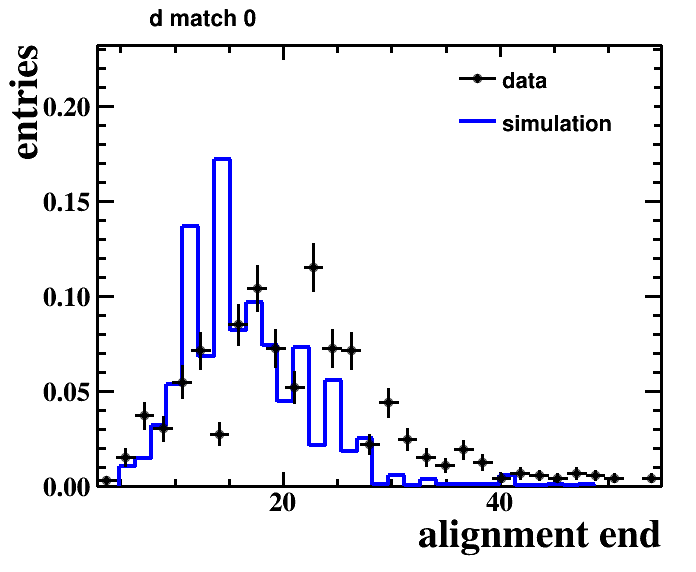 d match 0
entries
data
simulation
0.20
0.15
0.10
0.05
0.00
20
40
alignment end